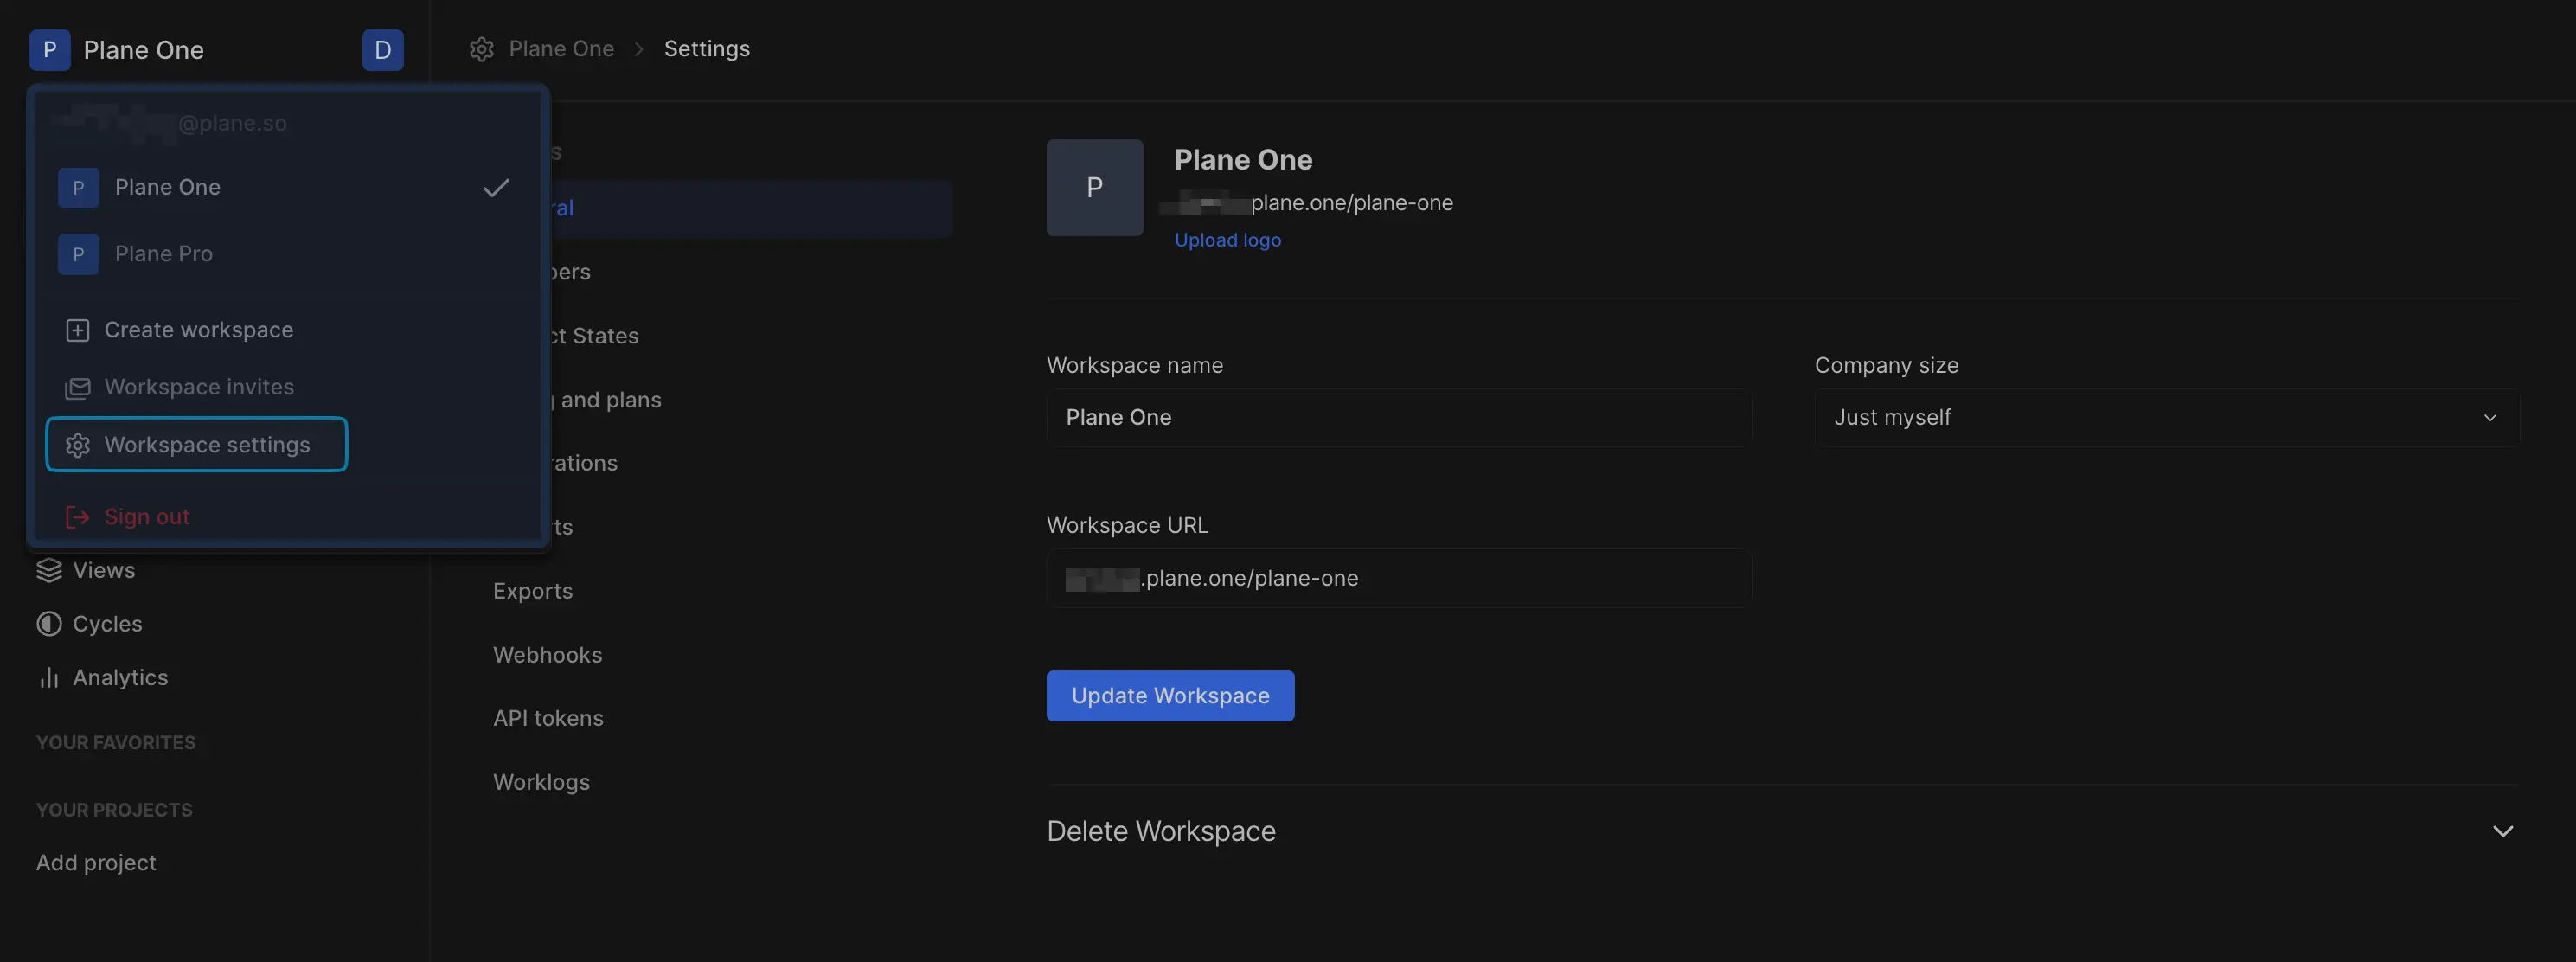 P Plane One D
Plane One > Settings
@plane.so
P Plane One
P Plane Pro
Create workspace
Workspace invites
Workspace settings
Sign out
Views
Cycles
Analytics
YOUR FAVORITES
YOUR PROJECTS
Add project
s
ral
bers
ct States
and plans
rations
ts
Exports
Webhooks
API tokens
Worklogs
P
Plane One
plane.one/plane-one
Upload logo
Workspace name
Plane One
Company size
Just myself
Workspace URL
.plane.one/plane-one
Update Workspace
Delete Workspace